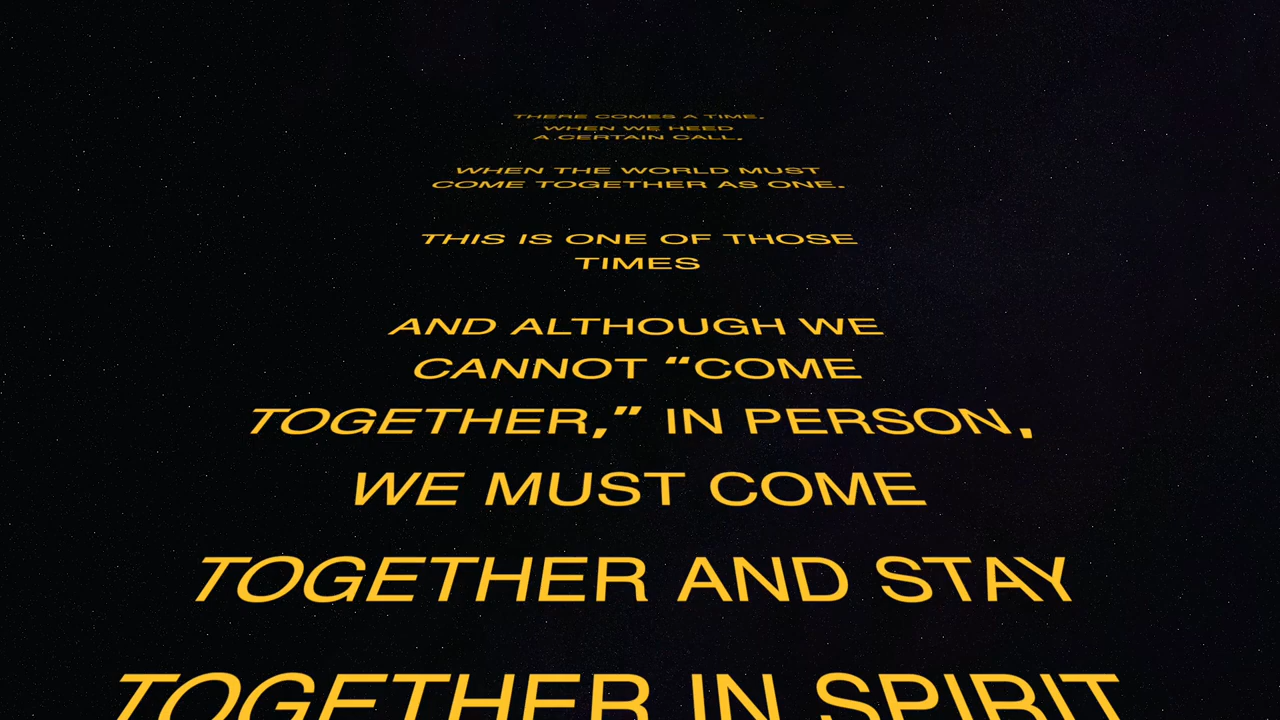 THERE COMES A TIME,
WHEN WE HEED
A CERTAIN CALL,
WHEN THE WORLD MUST
COME TOGETHER AS ONE.
THIS IS ONE OF THOSE
TIMES
AND ALTHOUGH WE
CANNOT “COME
TOGETHER,” IN PERSON,
WE MUST COME
TOGETHER AND STAY
TOGETHER IN SPIRIT